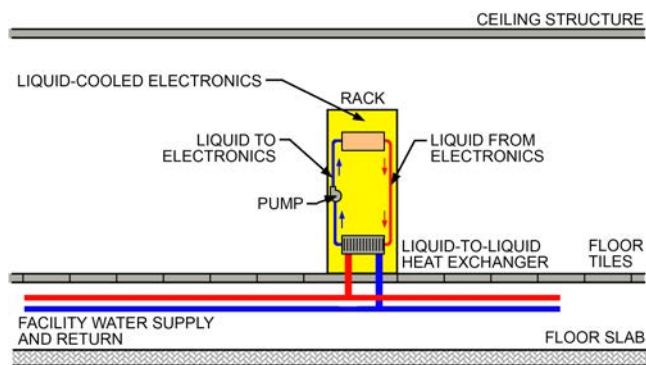 CEILING STRUCTURE
LIQUID-COOLED ELECTRONICS
RACK
LIQUID TO
ELECTRONICS
LIQUID FROM
ELECTRONICS
PUMP
LIQUID-TO-LIQUID
HEAT EXCHANGER
FLOOR
TILES
FACILITY WATER SUPPLY
AND RETURN
FLOOR SLAB